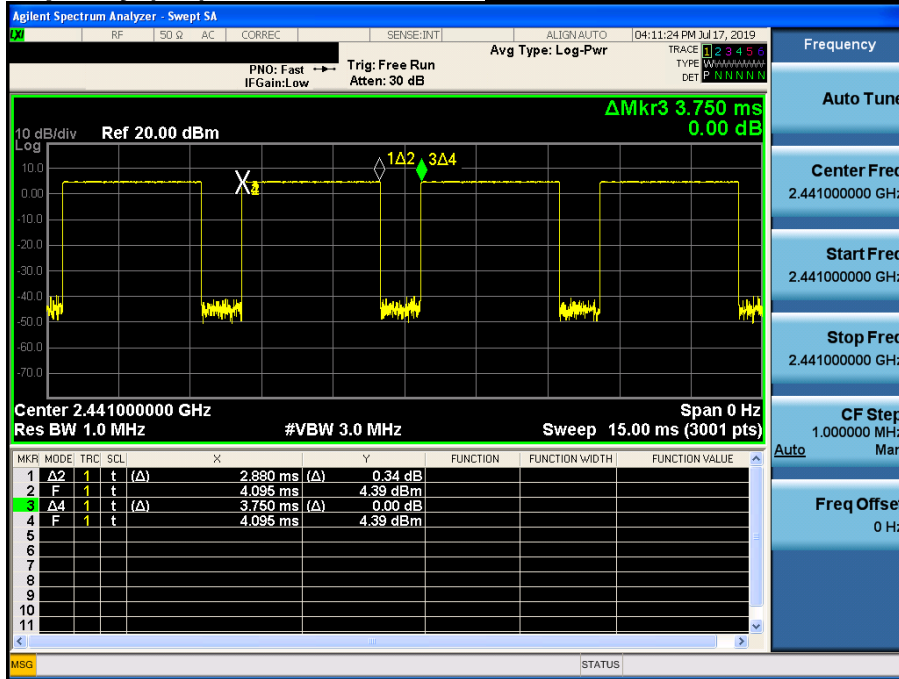 Agilent Spectrum Analyzer - Swept SA
LXI RF 50 Ω AC CORREC SENSE:INT ALIGN AUTO 04:11:24 PM Jul 17, 2019
Avg Type: Log-Pwr TRACE 1 2 3 4 5 6
PNO: Fast Trig: Free Run TYPE WWWWWW
IFGain:Low Atten: 30 dB DET P N N N N N
ΔMkr3 3.750 ms
0.00 dB
10 dB/div Ref 20.00 dBm
Log
1Δ2 3Δ4
10.0
0.00
-10.0
-20.0
-30.0
-40.0
-50.0
-60.0
-70.0
Center 2.441000000 GHz Span 0 Hz
Res BW 1.0 MHz #VBW 3.0 MHz Sweep 15.00 ms (3001 pts)
MKR MODE TRC SCL X Y FUNCTION FUNCTION WIDTH FUNCTION VALUE
1 Δ2 1 t (Δ) 2.880 ms (Δ) 0.34 dB
2 F 1 t 4.095 ms 4.39 dBm
3 Δ4 1 t (Δ) 3.750 ms (Δ) 0.00 dB
4 F 1 t 4.095 ms 4.39 dBm
5
6
7
8
9
10
11
MSG STATUS
Frequency
Auto Tune
Center Freq
2.441000000 GHz
Start Freq
2.441000000 GHz
Stop Freq
2.441000000 GHz
CF Step
1.000000 MHz
Auto Man
Freq Offset
0 Hz